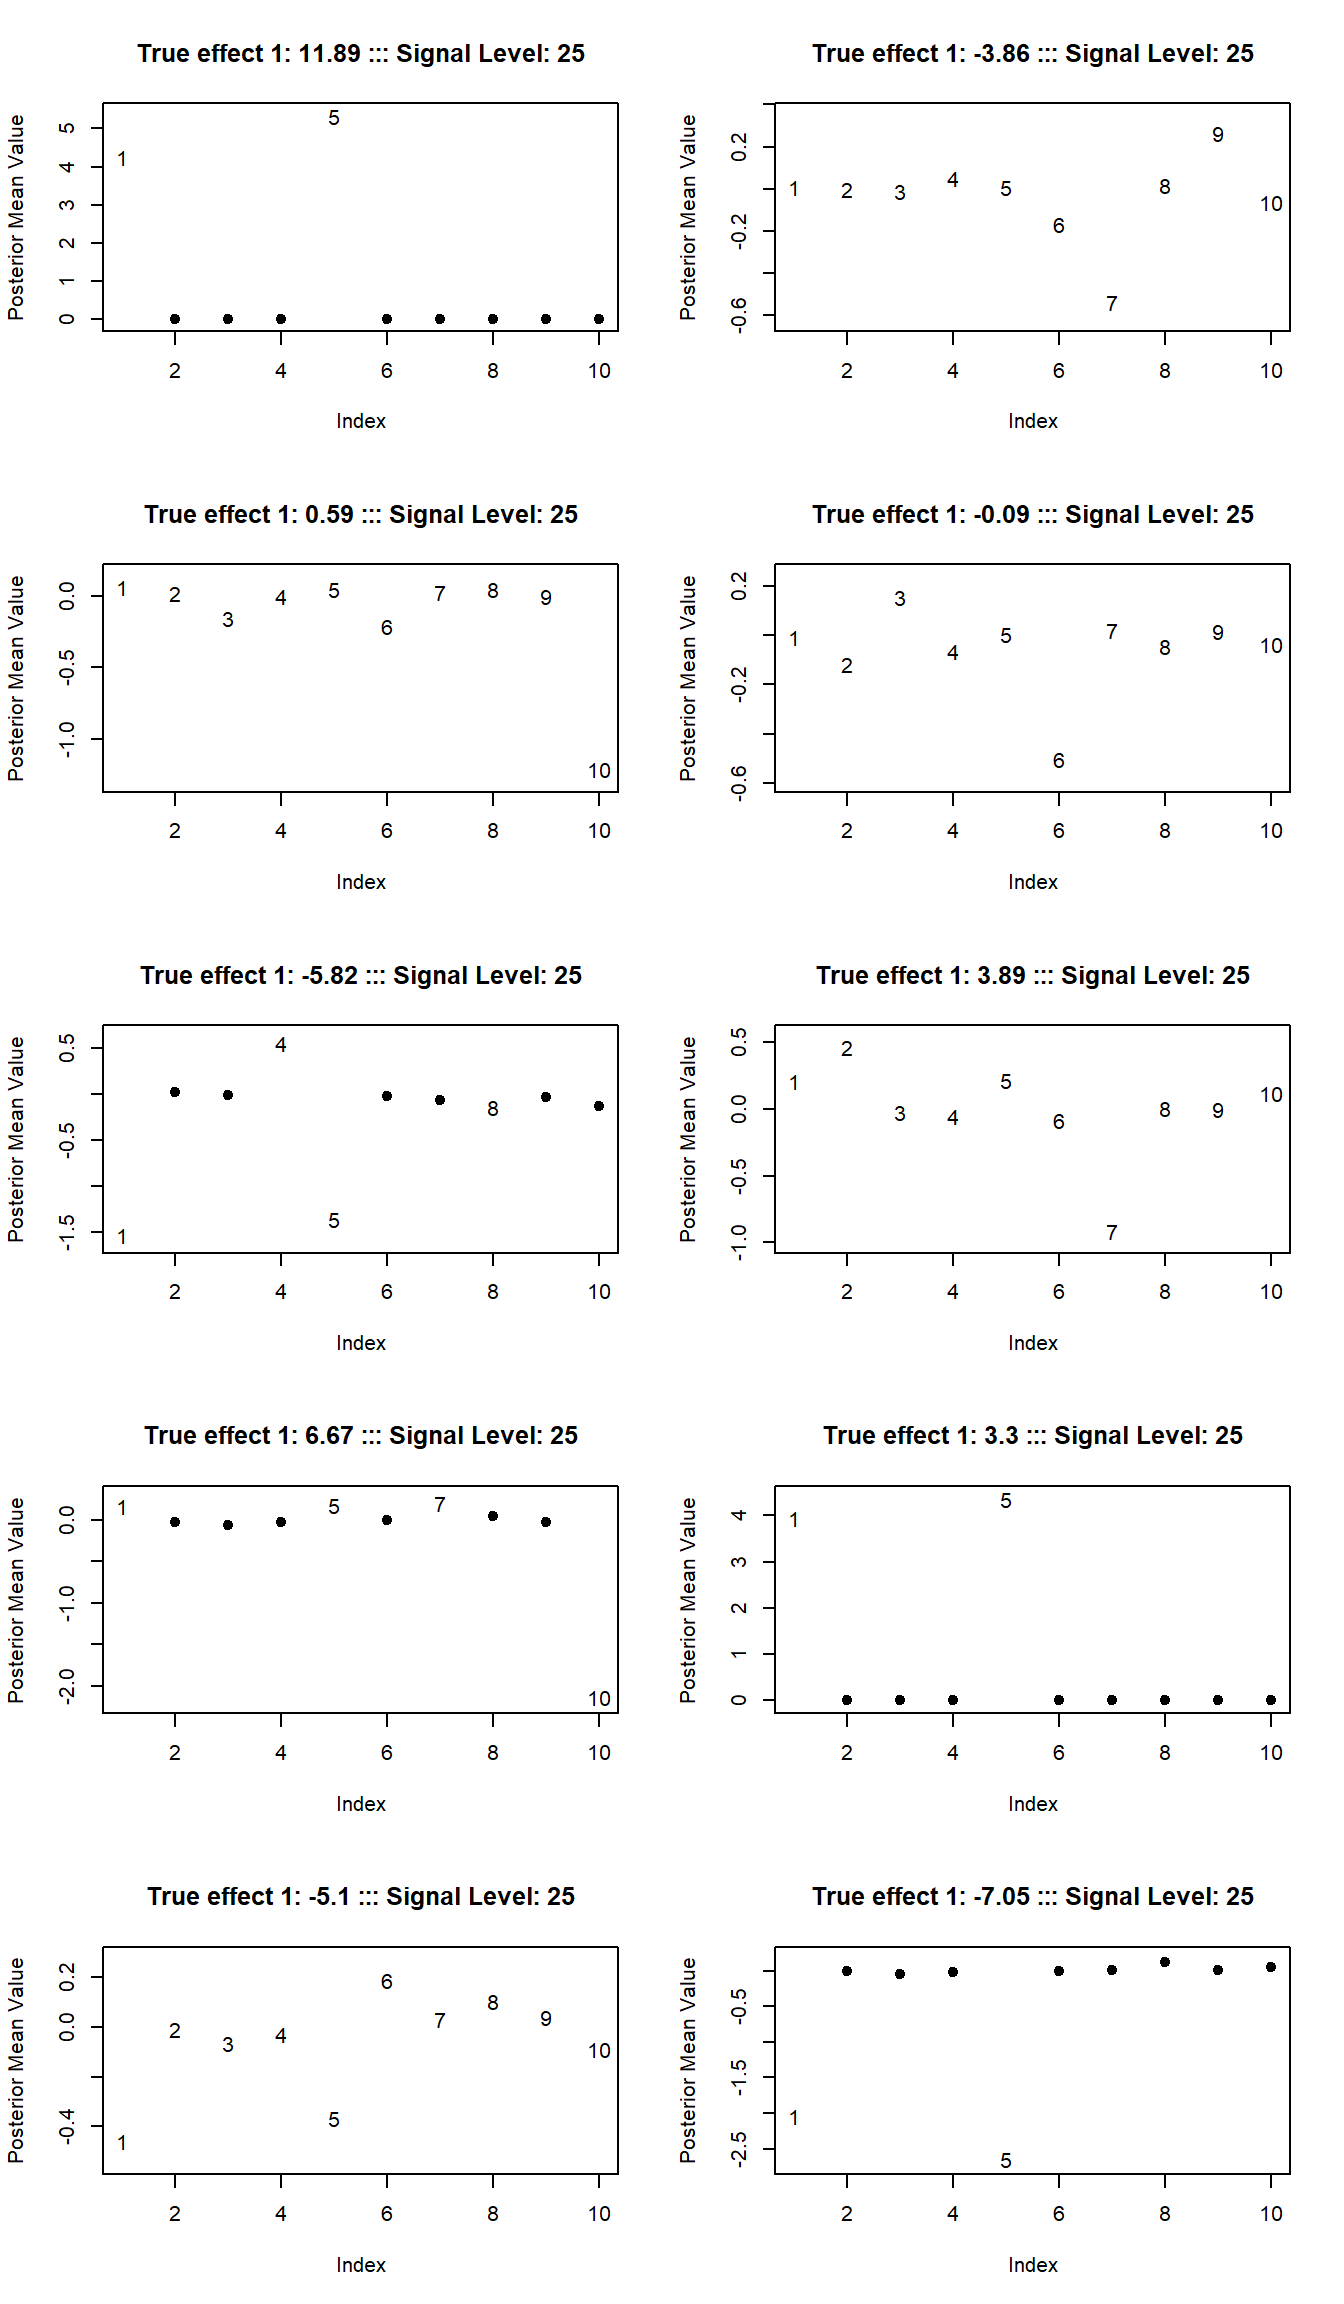 True effect 1: 11.89 ::: Signal Level: 25
Posterior Mean Value
5
4
3
2
1
0
1
5
2 4 6 8 10
Index
True effect 1: -3.86 ::: Signal Level: 25
Posterior Mean Value
0.2
-0.2
-0.6
1 2 3 4 5 6 7 8 9 10
2 4 6 8 10
Index
True effect 1: 0.59 ::: Signal Level: 25
Posterior Mean Value
0.0
-0.5
-1.0
1 2 3 4 5 6 7 8 9 10
2 4 6 8 10
Index
True effect 1: -0.09 ::: Signal Level: 25
Posterior Mean Value
0.2
-0.2
-0.6
1 2 3 4 5 6 7 8 9 10
2 4 6 8 10
Index
True effect 1: -5.82 ::: Signal Level: 25
Posterior Mean Value
0.5
-0.5
-1.5
1 4 5 8
2 4 6 8 10
Index
True effect 1: 3.89 ::: Signal Level: 25
Posterior Mean Value
0.5
0.0
-0.5
-1.0
1 2 3 4 5 6 7 8 9 10
2 4 6 8 10
Index
True effect 1: 6.67 ::: Signal Level: 25
Posterior Mean Value
0.0
-1.0
-2.0
1 5 7 10
2 4 6 8 10
Index
True effect 1: 3.3 ::: Signal Level: 25
Posterior Mean Value
4
3
2
1
0
1 5
2 4 6 8 10
Index
True effect 1: -5.1 ::: Signal Level: 25
Posterior Mean Value
0.2
0.0
-0.4
1 2 3 4 5 6 7 8 9 10
2 4 6 8 10
Index
True effect 1: -7.05 ::: Signal Level: 25
Posterior Mean Value
-0.5
-1.5
-2.5
1 5
2 4 6 8 10
Index